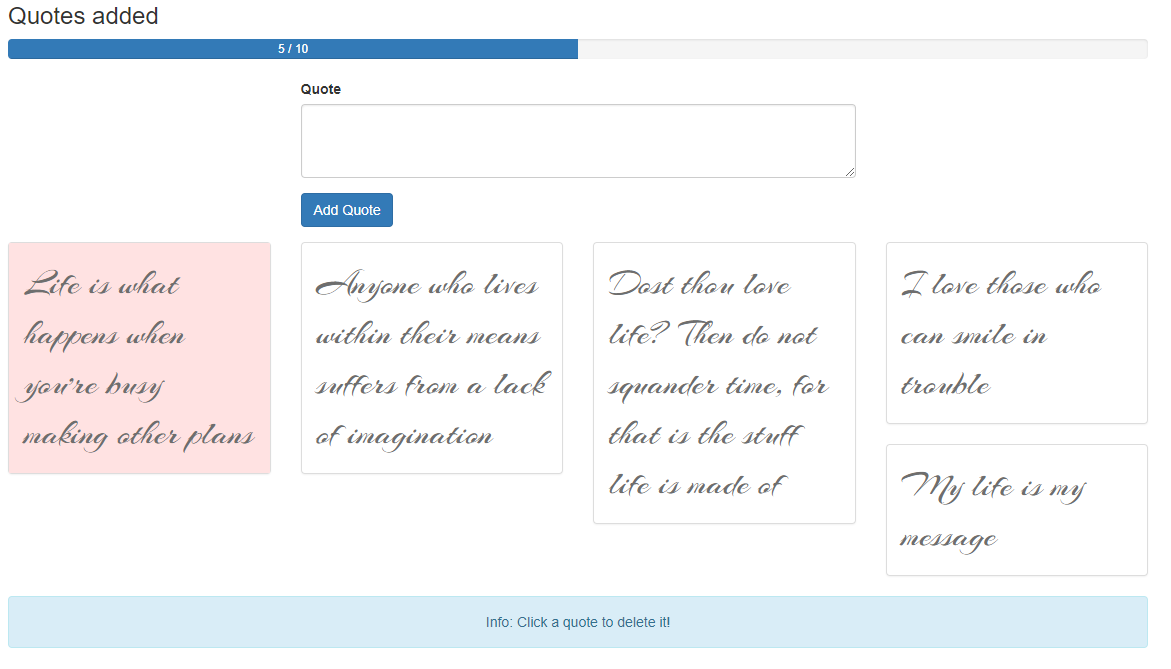 Quotes added
5 / 10
Quote
Add Quote
Life is what
happens when
you're busy
making other plans
Anyone who lives
within their means
suffers from a lack
of imagination
Dost thou love
life? Then do not
squander time, for
that is the stuff
life is made of
I love those who
can smile in
trouble
My life is my
message
Info: Click a quote to delete it!